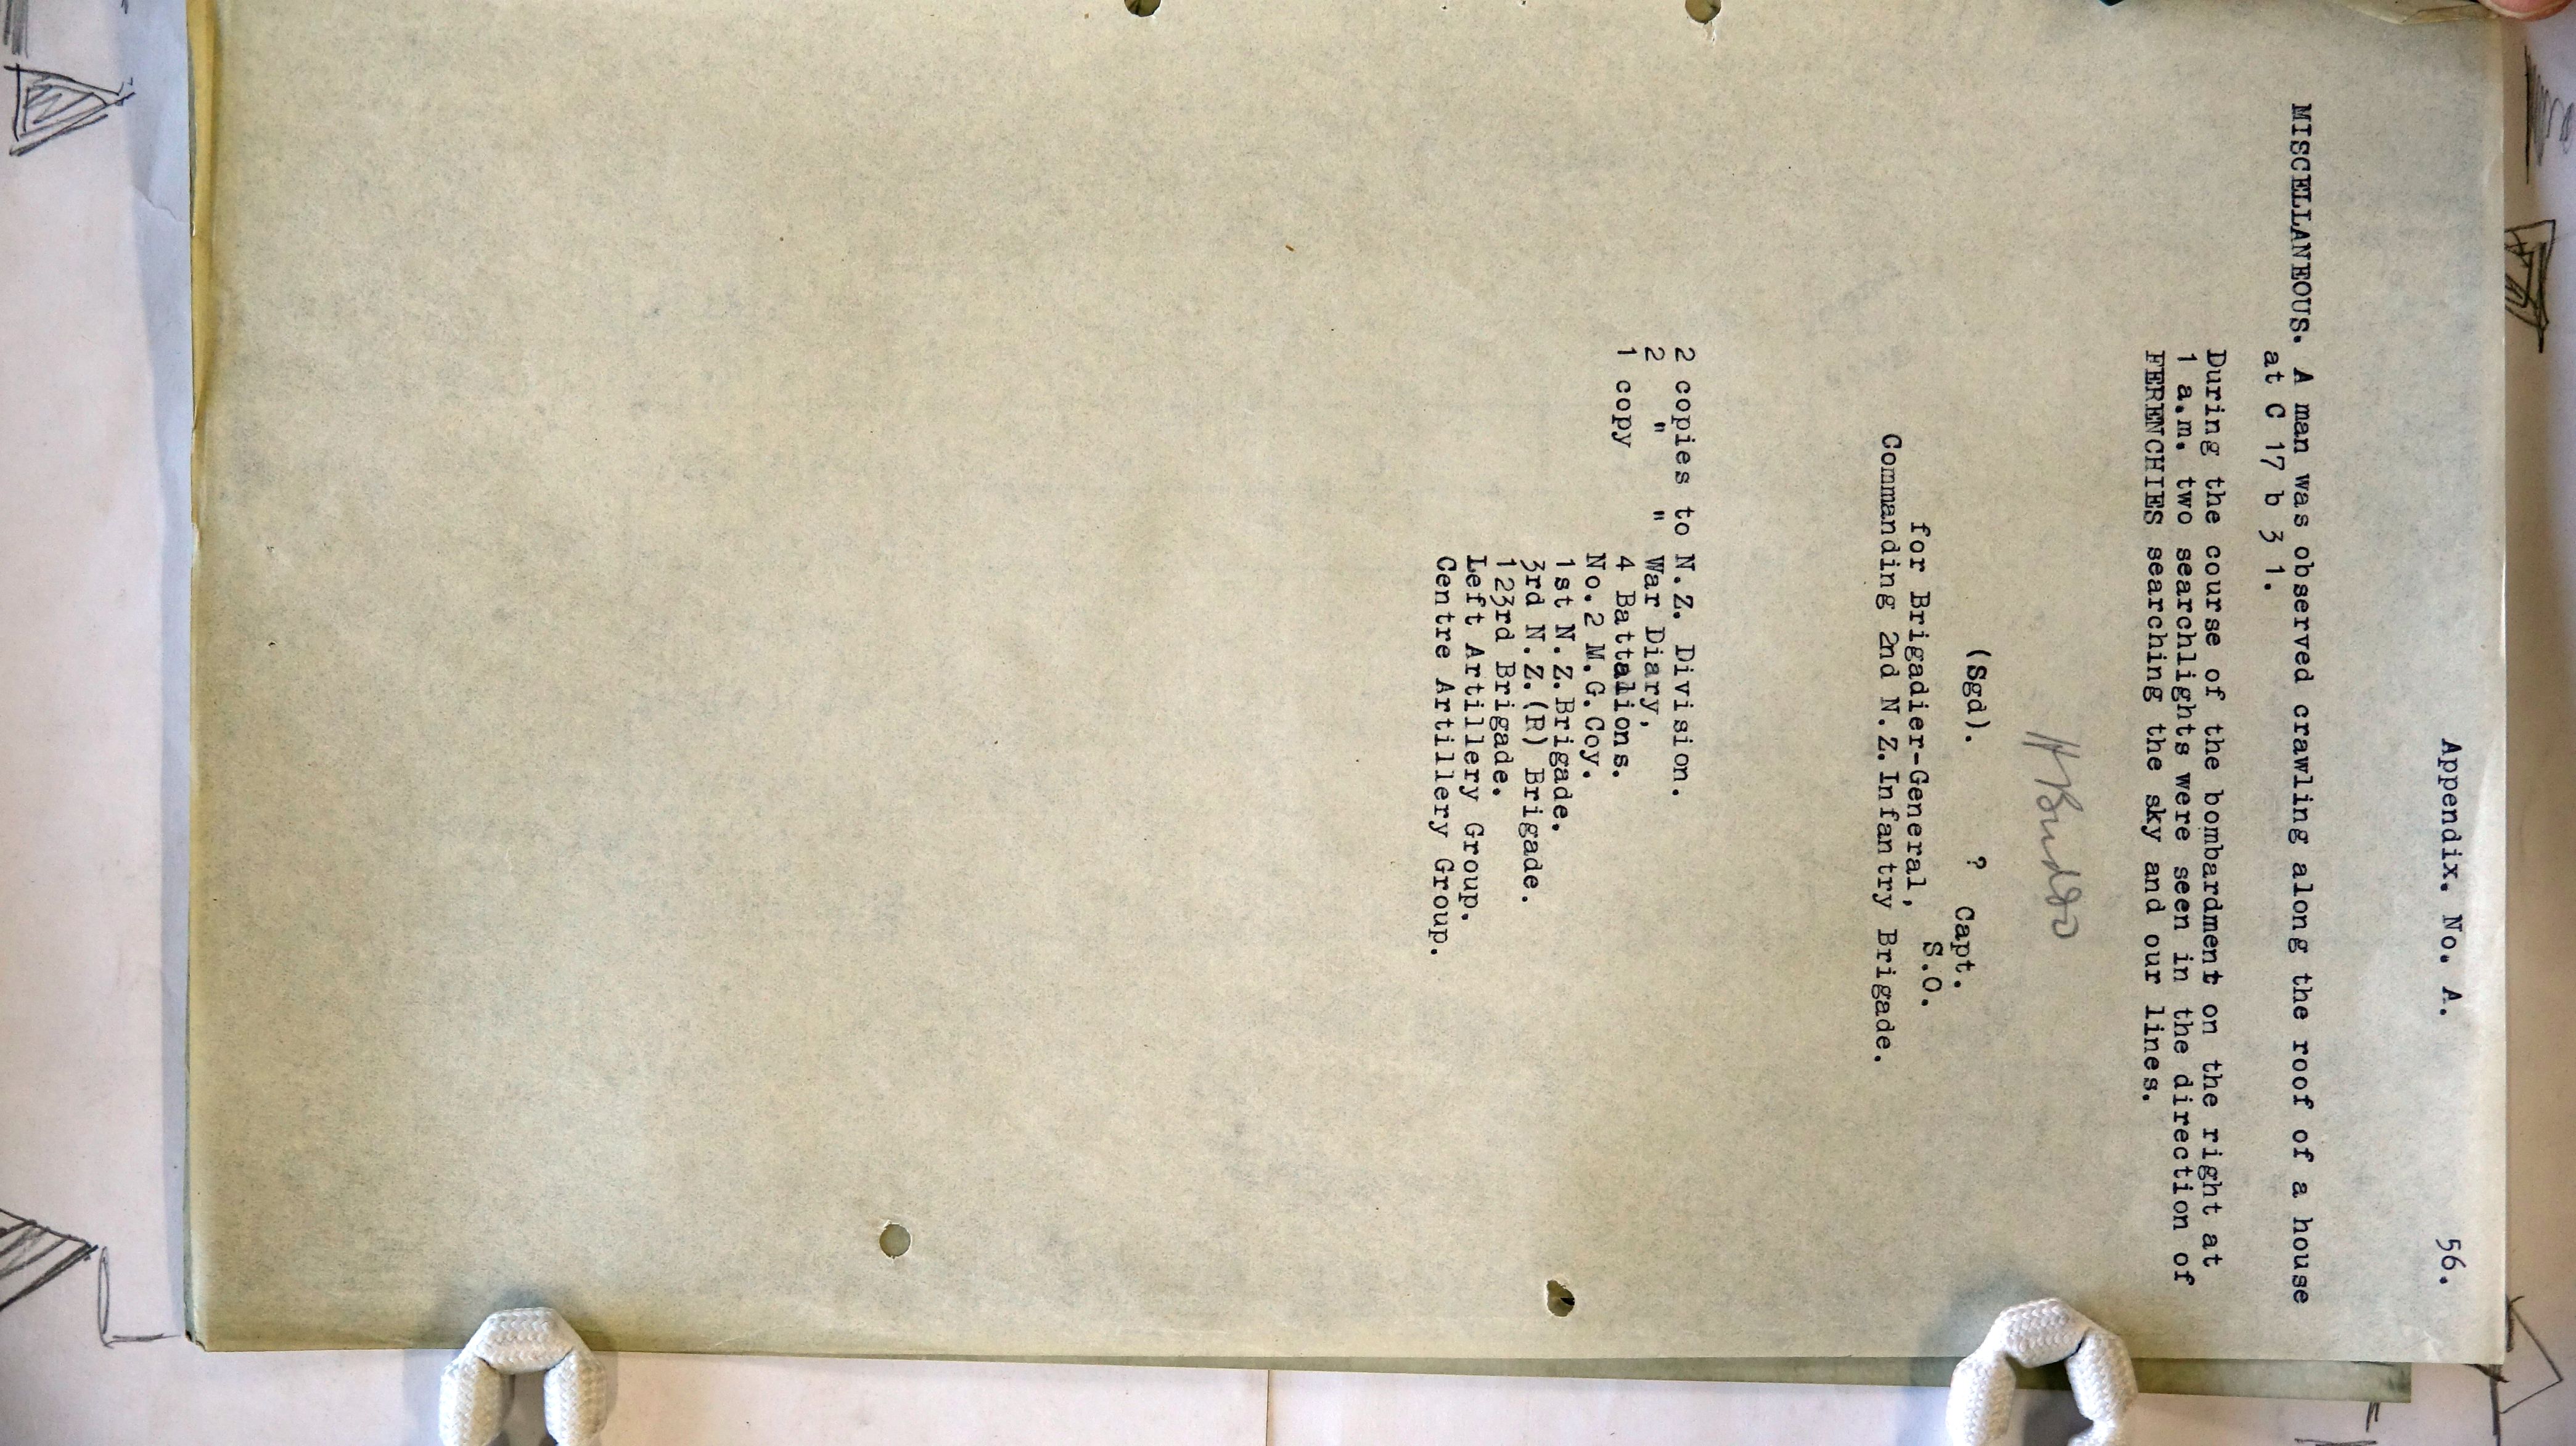 Appendix. No. A. 56.
MISCELLANEOUS. A man was observed crawling along the roof of a house
at C 17 b 3 1.
During the course of the bombardment on the right at
1 a.m. two searchlights were seen in the direction of
FERENCHIES searching the sky and our lines.
(Sgd). ? Capt.
S.O.
for Brigadier-General,
Commanding 2nd N.Z.Infantry Brigade.
2 copies to N.Z. Division.
2 " " War Diary,
1 copy 4 Battalions.
No.2 M.G.Coy.
1st N.Z.Brigade.
3rd N.Z.(R) Brigade.
123rd Brigade.
Left Artillery Group.
Centre Artillery Group.